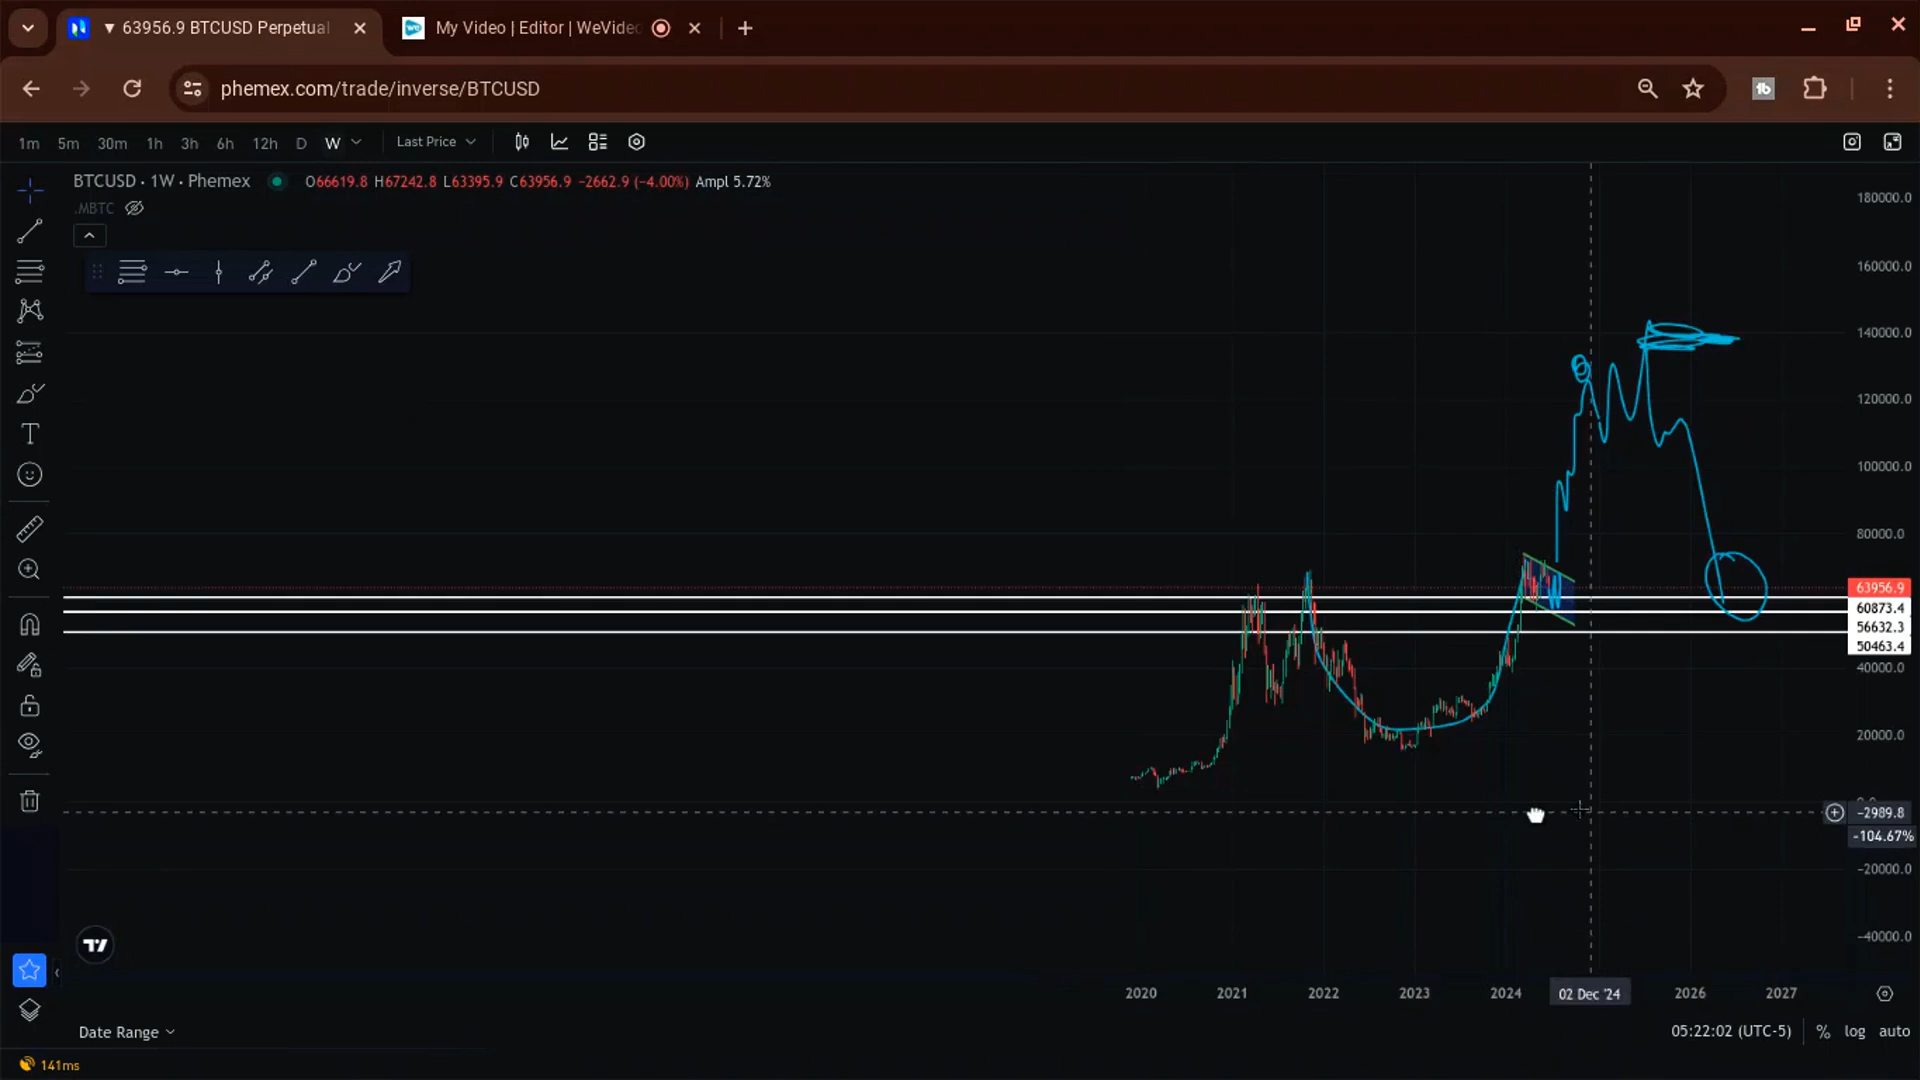 ▼ 63956.9 BTCUSD Perpetual
My Video | Editor | WeVideo
phemex.com/trade/inverse/BTCUSD
1m 5m 30m 1h 3h 6h 12h D W Last Price
BTCUSD · 1W · Phemex O66619.8 H67242.8 L63395.9 C63956.9 −2662.9 (−4.00%) Ampl 5.72%
.MBTC
180000.0
160000.0
140000.0
120000.0
100000.0
80000.0
63956.9
60873.4
56632.3
50463.4
40000.0
20000.0
−2989.8
−104.67%
−20000.0
−40000.0
2020 2021 2022 2023 2024 02 Dec '24 2026 2027
Date Range 05:22:02 (UTC-5) % log auto
141ms